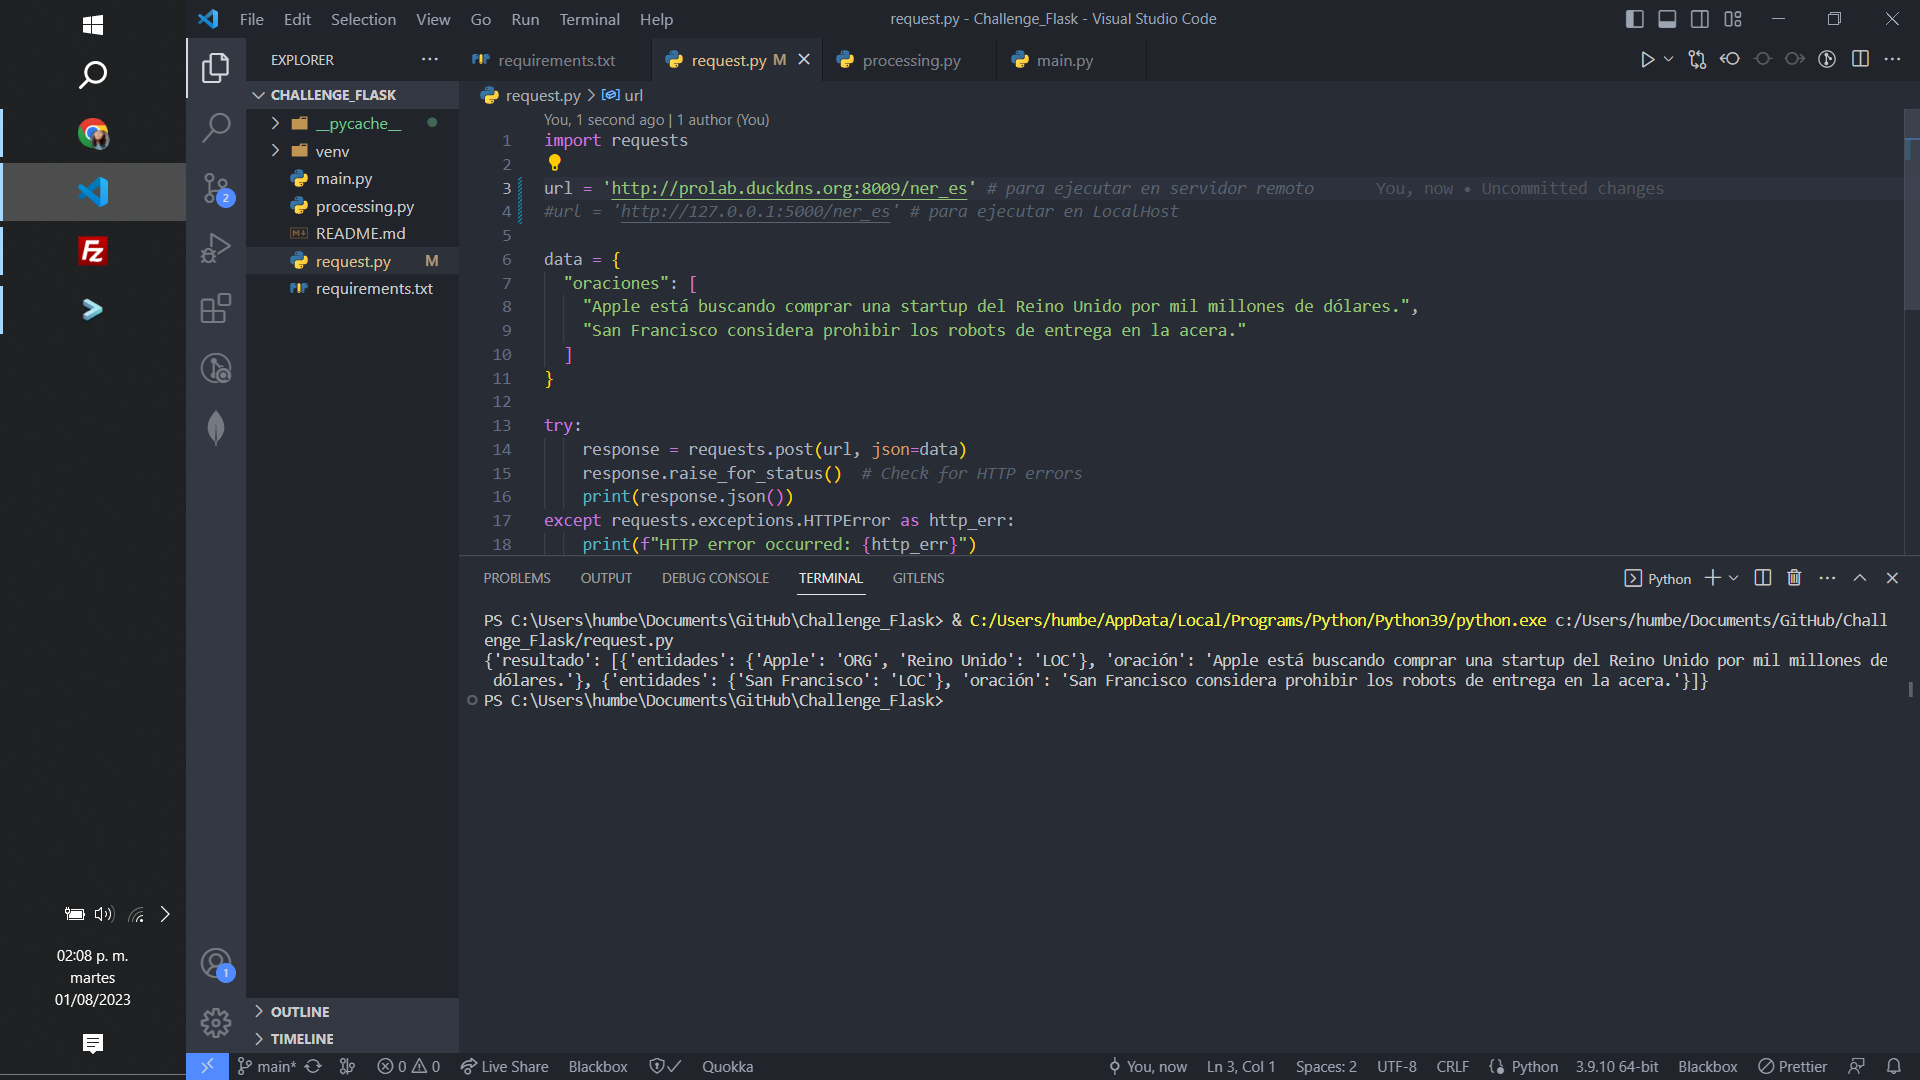 File Edit Selection View Go Run Terminal Help
request.py - Challenge_Flask - Visual Studio Code
EXPLORER
requirements.txt
request.py M
processing.py
main.py
CHALLENGE_FLASK
__pycache__
venv
main.py
processing.py
README.md
request.py M
requirements.txt
2
request.py > url
You, 1 second ago | 1 author (You)
1 import requests
2
3 url = 'http://prolab.duckdns.org:8009/ner_es' # para ejecutar en servidor remoto You, now • Uncommitted changes
4 #url = 'http://127.0.0.1:5000/ner_es' # para ejecutar en LocalHost
5
6 data = {
7 "oraciones": [
8 "Apple está buscando comprar una startup del Reino Unido por mil millones de dólares.",
9 "San Francisco considera prohibir los robots de entrega en la acera."
10 ]
11 }
12
13 try:
14 response = requests.post(url, json=data)
15 response.raise_for_status() # Check for HTTP errors
16 print(response.json())
17 except requests.exceptions.HTTPError as http_err:
18 print(f"HTTP error occurred: {http_err}")
PROBLEMS OUTPUT DEBUG CONSOLE TERMINAL GITLENS
Python
PS C:\Users\humbe\Documents\GitHub\Challenge_Flask> & C:/Users/humbe/AppData/Local/Programs/Python/Python39/python.exe c:/Users/humbe/Documents/GitHub/Chall
enge_Flask/request.py
{'resultado': [{'entidades': {'Apple': 'ORG', 'Reino Unido': 'LOC'}, 'oración': 'Apple está buscando comprar una startup del Reino Unido por mil millones de
dólares.'}, {'entidades': {'San Francisco': 'LOC'}, 'oración': 'San Francisco considera prohibir los robots de entrega en la acera.'}]}
PS C:\Users\humbe\Documents\GitHub\Challenge_Flask>
02:08 p. m.
martes
01/08/2023
1
OUTLINE
TIMELINE
main* 0 0 Live Share Blackbox Quokka
You, now Ln 3, Col 1 Spaces: 2 UTF-8 CRLF Python 3.9.10 64-bit Blackbox Prettier